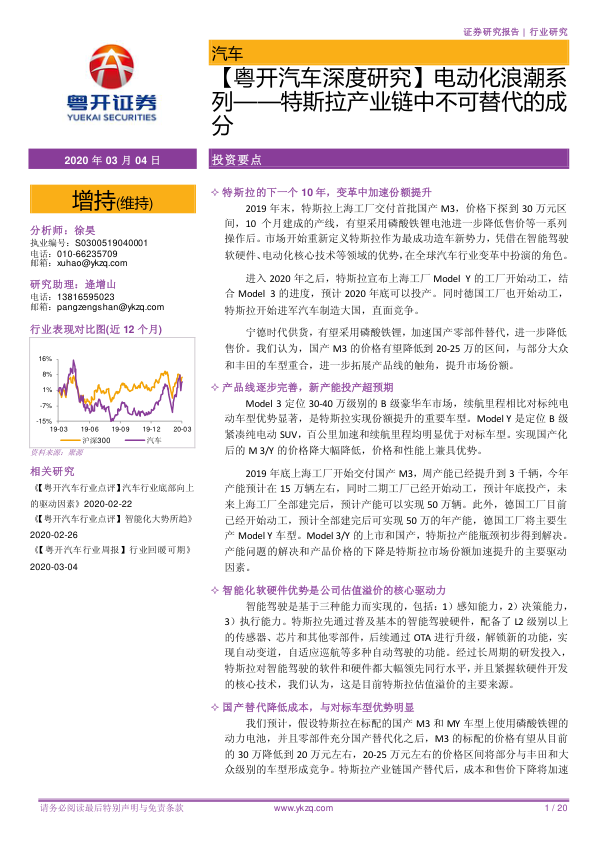 证券研究报告 | 行业研究
粤开证券
YUEKAI SECURITIES
汽车
【粤开汽车深度研究】电动化浪潮系
列——特斯拉产业链中不可替代的成
分
2020 年 03 月 04 日
投资要点
增持(维持)
分析师：徐昊
执业编号：S0300519040001
电话：010-66235709
邮箱：xuhao@ykzq.com
研究助理：逄增山
电话：13816595023
邮箱：pangzengshan@ykzq.com
行业表现对比图(近 12 个月)
16%
8%
1%
-7%
-15%
19-03 19-06 19-09 19-12 20-03
沪深300 汽车
资料来源：聚源
相关研究
《【粤开汽车行业点评】汽车行业底部向上
的驱动因素》2020-02-22
《【粤开汽车行业点评】智能化大势所趋》
2020-02-26
《【粤开汽车行业周报】行业回暖可期》
2020-03-04
特斯拉的下一个 10 年，变革中加速份额提升
2019 年末，特斯拉上海工厂交付首批国产 M3，价格下探到 30 万元区
间，10 个月建成的产线，有望采用磷酸铁锂电池进一步降低售价等一系列
操作后。市场开始重新定义特斯拉作为最成功造车新势力，凭借在智能驾驶
软硬件、电动化核心技术等领域的优势，在全球汽车行业变革中扮演的角色。
进入 2020 年之后，特斯拉宣布上海工厂 Model Y 的工厂开始动工，结
合 Model 3 的进度，预计 2020 年底可以投产。同时德国工厂也开始动工，
特斯拉开始进军汽车制造大国，直面竞争。
宁德时代供货，有望采用磷酸铁锂，加速国产零部件替代，进一步降低
售价。我们认为，国产 M3 的价格有望降低到 20-25 万的区间，与部分大众
和丰田的车型重合，进一步拓展产品线的触角，提升市场份额。
产品线逐步完善，新产能投产超预期
Model 3 定位 30-40 万级别的 B 级豪华车市场，续航里程相比对标纯电
动车型优势显著，是特斯拉实现份额提升的重要车型。Model Y 是定位 B 级
紧凑纯电动 SUV，百公里加速和续航里程均明显优于对标车型。实现国产化
后的 M 3/Y 的价格降大幅降低，价格和性能上兼具优势。
2019 年底上海工厂开始交付国产 M3，周产能已经提升到 3 千辆，今年
产能预计在 15 万辆左右，同时二期工厂已经开始动工，预计年底投产，未
来上海工厂全部建完后，预计产能可以实现 50 万辆。此外，德国工厂目前
已经开始动工，预计全部建完后可实现 50 万的年产能，德国工厂将主要生
产 Model Y 车型。Model 3/Y 的上市和国产，特斯拉产能瓶颈初步得到解决。
产能问题的解决和产品价格的下降是特斯拉市场份额加速提升的主要驱动
因素。
智能化软硬件优势是公司估值溢价的核心驱动力
智能驾驶是基于三种能力而实现的，包括：1）感知能力，2）决策能力，
3）执行能力。特斯拉先通过普及基本的智能驾驶硬件，配备了 L2 级别以上
的传感器、芯片和其他零部件，后续通过 OTA 进行升级，解锁新的功能，实
现自动变道，自适应巡航等多种自动驾驶的功能。经过长周期的研发投入，
特斯拉对智能驾驶的软件和硬件都大幅领先同行水平，并且紧握软硬件开发
的核心技术，我们认为，这是目前特斯拉估值溢价的主要来源。
国产替代降低成本，与对标车型优势明显
我们预计，假设特斯拉在标配的国产 M3 和 MY 车型上使用磷酸铁锂的
动力电池，并且零部件充分国产替代化之后，M3 的标配的价格有望从目前
的 30 万降低到 20 万元左右，20-25 万元左右的价格区间将部分与丰田和大
众级别的车型形成竞争。特斯拉产业链国产替代后，成本和售价下降将加速
请务必阅读最后特别声明与免责条款
www.ykzq.com
1 / 20